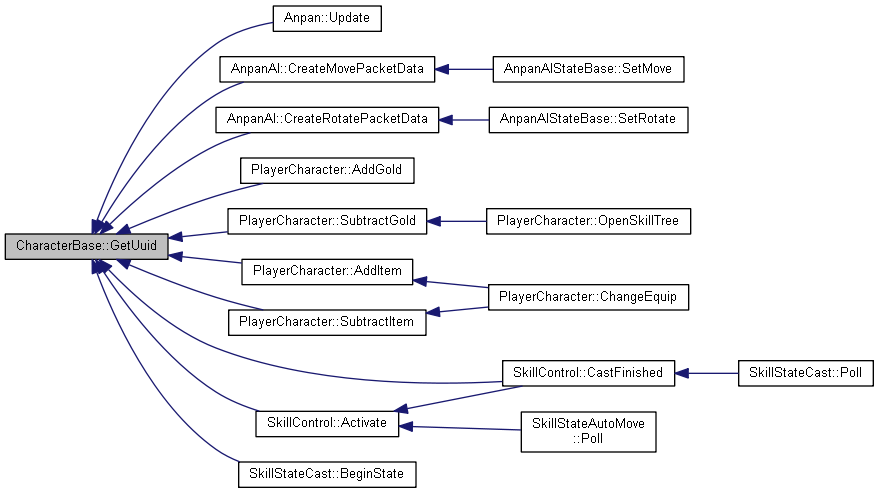 Anpan::Update
AnpanAI::CreateMovePacketData
AnpanAIStateBase::SetMove
AnpanAI::CreateRotatePacketData
AnpanAIStateBase::SetRotate
PlayerCharacter::AddGold
PlayerCharacter::SubtractGold
PlayerCharacter::OpenSkillTree
CharacterBase::GetUuid
PlayerCharacter::AddItem
PlayerCharacter::ChangeEquip
PlayerCharacter::SubtractItem
SkillControl::CastFinished
SkillStateCast::Poll
SkillControl::Activate
SkillStateAutoMove
::Poll
SkillStateCast::BeginState